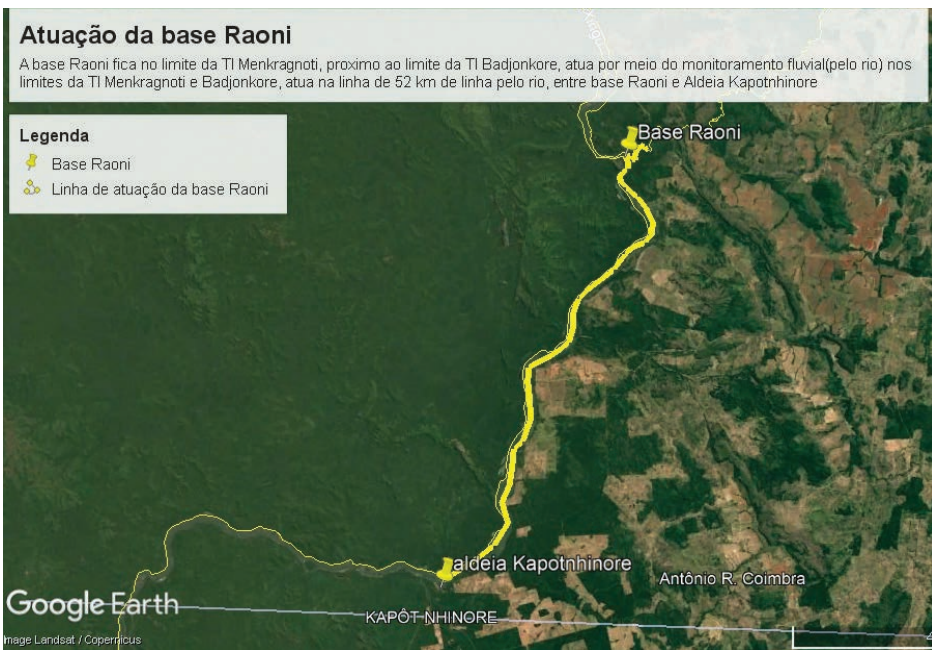 Atuação da base Raoni
A base Raoni fica no limite da TI Menkragnoti, proximo ao limite da TI Badjonkore, atua por meio do monitoramento fluvial(pelo rio) nos
limites da TI Menkragnoti e Badjonkore, atua na linha de 52 km de linha pelo rio, entre base Raoni e Aldeia Kapotnhinore
Legenda
Base Raoni
Linha de atuação da base Raoni
Base Raoni
aldeia Kapotnhinore
Antônio R. Coimbra
Google Earth
KAPÔT NHINORE
Image Landsat / Copernicus